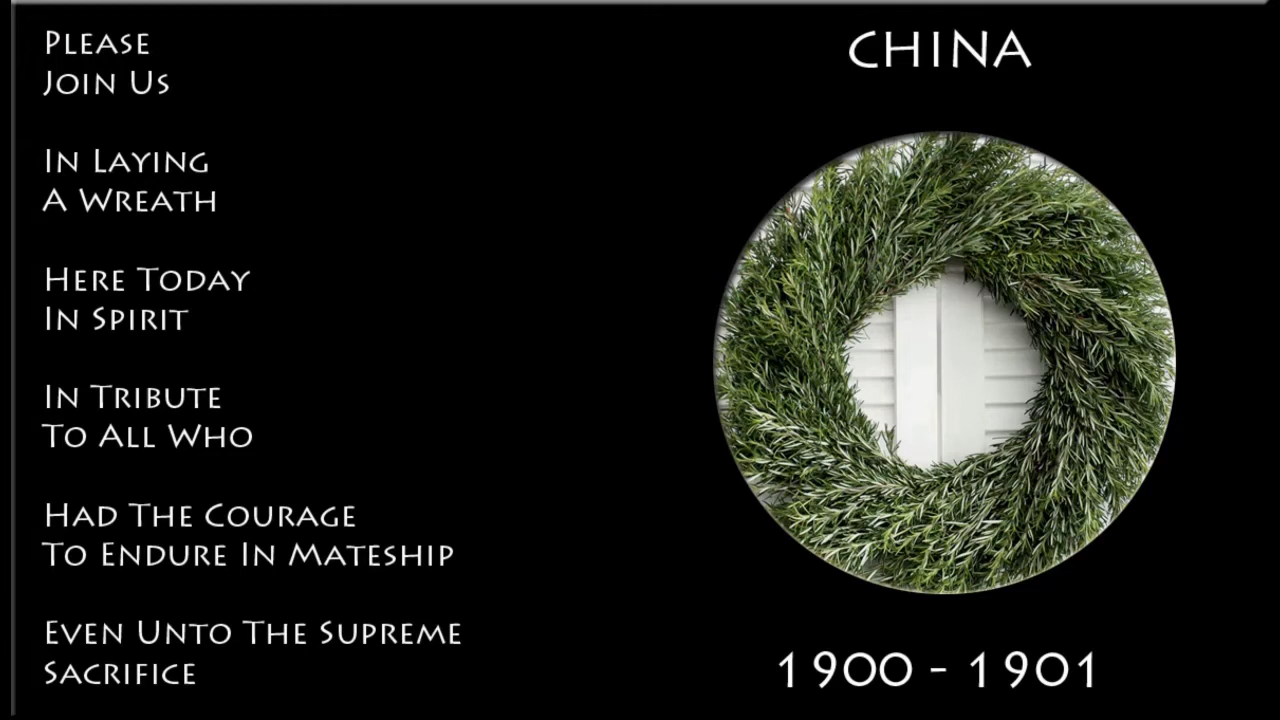 Please
Join Us
In Laying
A Wreath
Here Today
In Spirit
In Tribute
To All Who
Had The Courage
To Endure In Mateship
Even Unto The Supreme
Sacrifice
CHINA
1900 - 1901